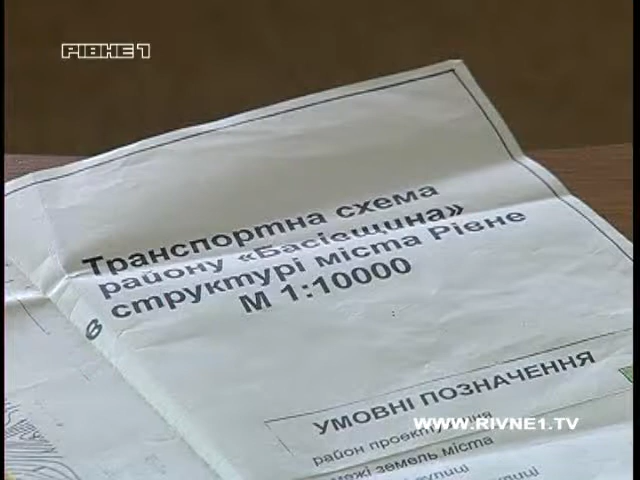 РІВНЕ 1
Транспортна схема
району «Басівщина»
в структурі міста Рівне
М 1:10000
УМОВНІ ПОЗНАЧЕННЯ
WWW.RIVNE1.TV
район
межі земель міста
вулиці